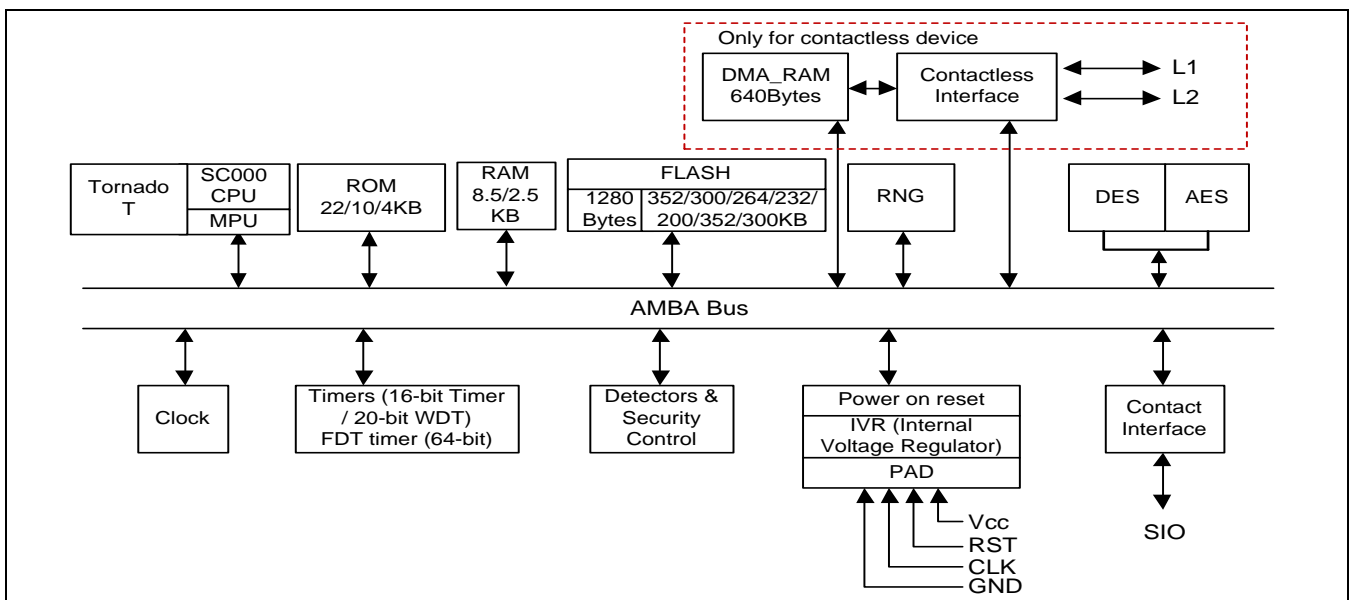 Only for contactless device
DMA_RAM
640Bytes
Contactless
Interface
L1
L2
Tornado
T
SC000
CPU
MPU
ROM
22/10/4KB
RAM
8.5/2.5
KB
FLASH
1280
Bytes
352/300/264/232/
200/352/300KB
RNG
DES
AES
AMBA Bus
Clock
Timers (16-bit Timer
/ 20-bit WDT)
FDT timer (64-bit)
Detectors &
Security
Control
Power on reset
IVR (Internal
Voltage Regulator)
PAD
Contact
Interface
Vcc
RST
CLK
GND
SIO